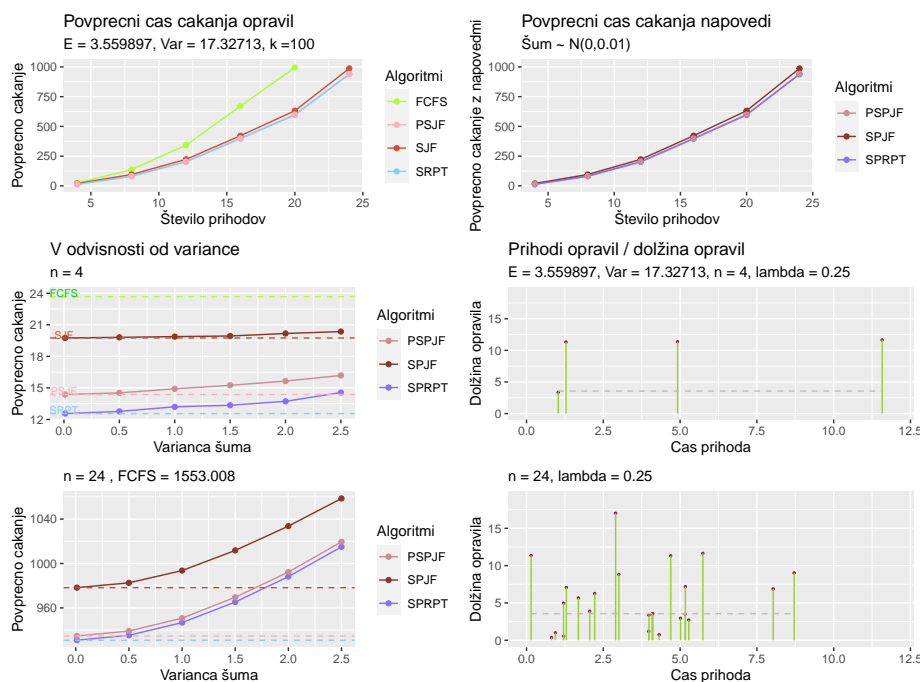 Povprecni cas cakanja opravil
E = 3.559897, Var = 17.32713, k =100
Povprecno cakanje
1000
750
500
250
0
5
10
15
20
25
Število prihodov
Algoritmi
FCFS
PSJF
SJF
SRPT
Povprecni cas cakanja napovedi
Šum ~ N(0,0.01)
Povprecno cakanje z napovedmi
1000
750
500
250
0
5
10
15
20
25
Število prihodov
Algoritmi
PSPJF
SPJF
SPRPT
V odvisnosti od variance
n = 4
Povprecno cakanje
24
21
18
15
12
FCFS
SJF
PSJF
SRPT
0.0
0.5
1.0
1.5
2.0
2.5
Varianca šuma
Algoritmi
PSPJF
SPJF
SPRPT
Prihodi opravil / dolžina opravil
E = 3.559897, Var = 17.32713, n = 4, lambda = 0.25
Dolžina opravila
15
10
5
0
0.0
2.5
5.0
7.5
10.0
12.5
Cas prihoda
n = 24 , FCFS = 1553.008
Povprecno cakanje
1040
1000
960
0.0
0.5
1.0
1.5
2.0
2.5
Varianca šuma
Algoritmi
PSPJF
SPJF
SPRPT
n = 24, lambda = 0.25
Dolžina opravila
15
10
5
0
0.0
2.5
5.0
7.5
10.0
12.5
Cas prihoda